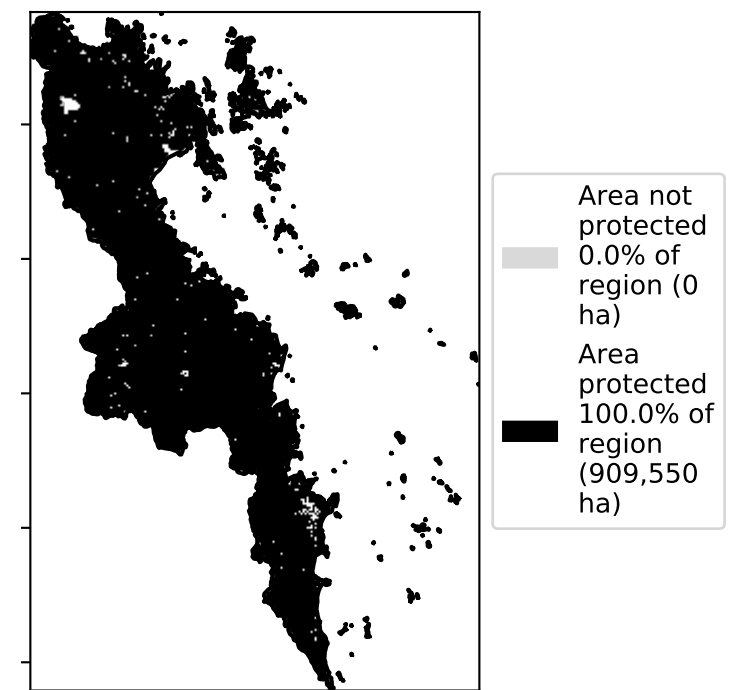 Area not
protected
0.0% of
region (0
ha)
Area
protected
100.0% of
region
(909,550
ha)